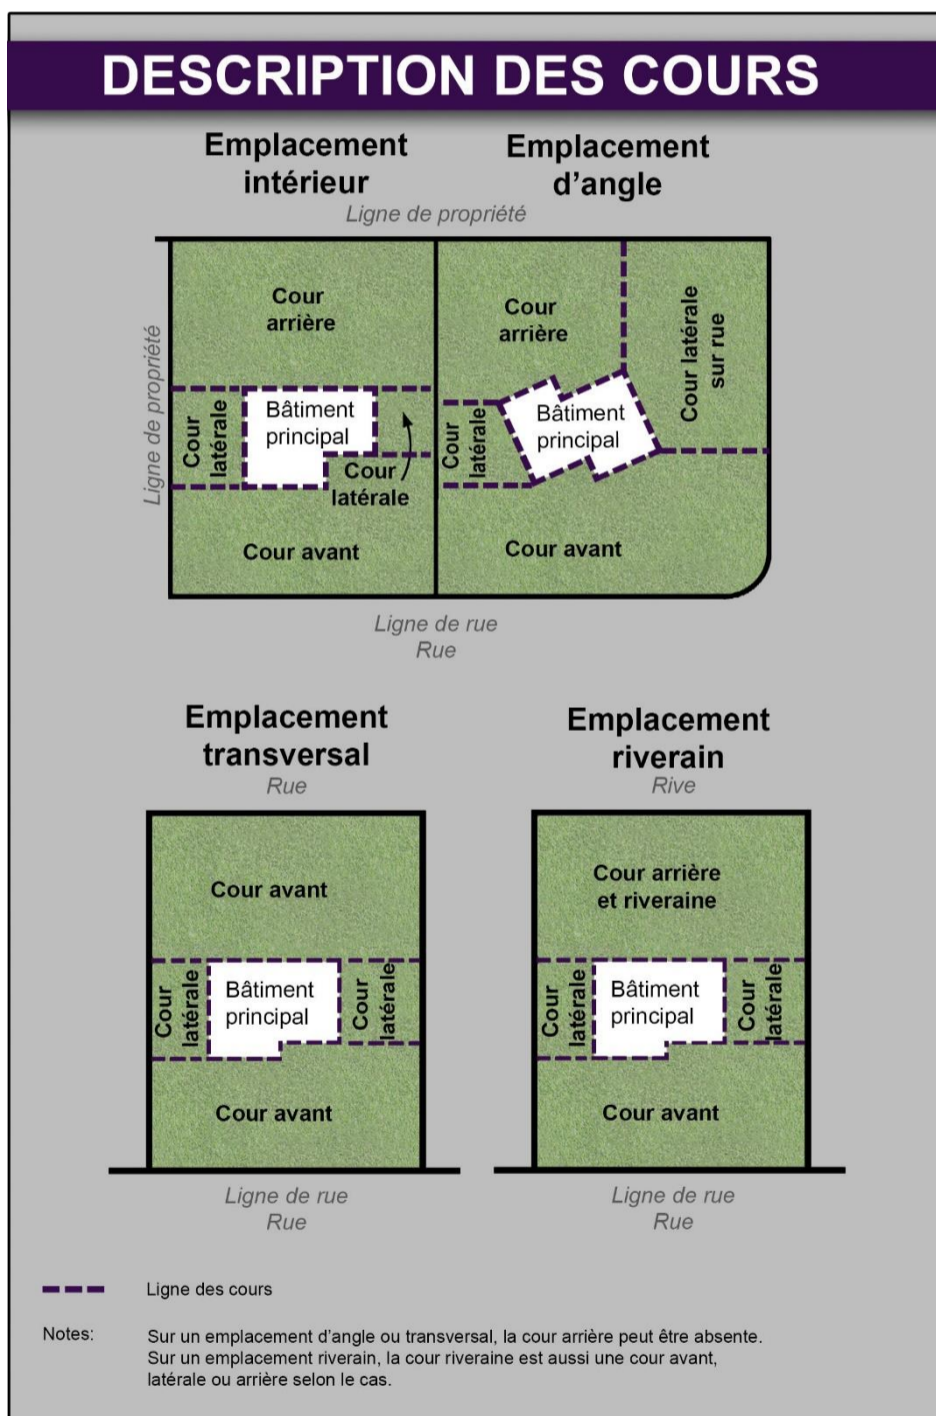 DESCRIPTION DES COURS
Emplacement
intérieur
Emplacement
d'angle
Ligne de propriété
Ligne de propriété
Cour
arrière
Cour
arrière
Cour latérale
sur rue
Cour
latérale
Bâtiment
principal
Cour
latérale
Cour
latérale
Bâtiment
principal
Cour avant
Cour avant
Ligne de rue
Rue
Emplacement
transversal
Rue
Emplacement
riverain
Rive
Cour avant
Cour arrière
et riveraine
Cour
latérale
Bâtiment
principal
Cour
latérale
Cour
latérale
Bâtiment
principal
Cour
latérale
Cour avant
Cour avant
Ligne de rue
Rue
Ligne de rue
Rue
Ligne des cours
Notes: Sur un emplacement d'angle ou transversal, la cour arrière peut être absente.
Sur un emplacement riverain, la cour riveraine est aussi une cour avant,
latérale ou arrière selon le cas.